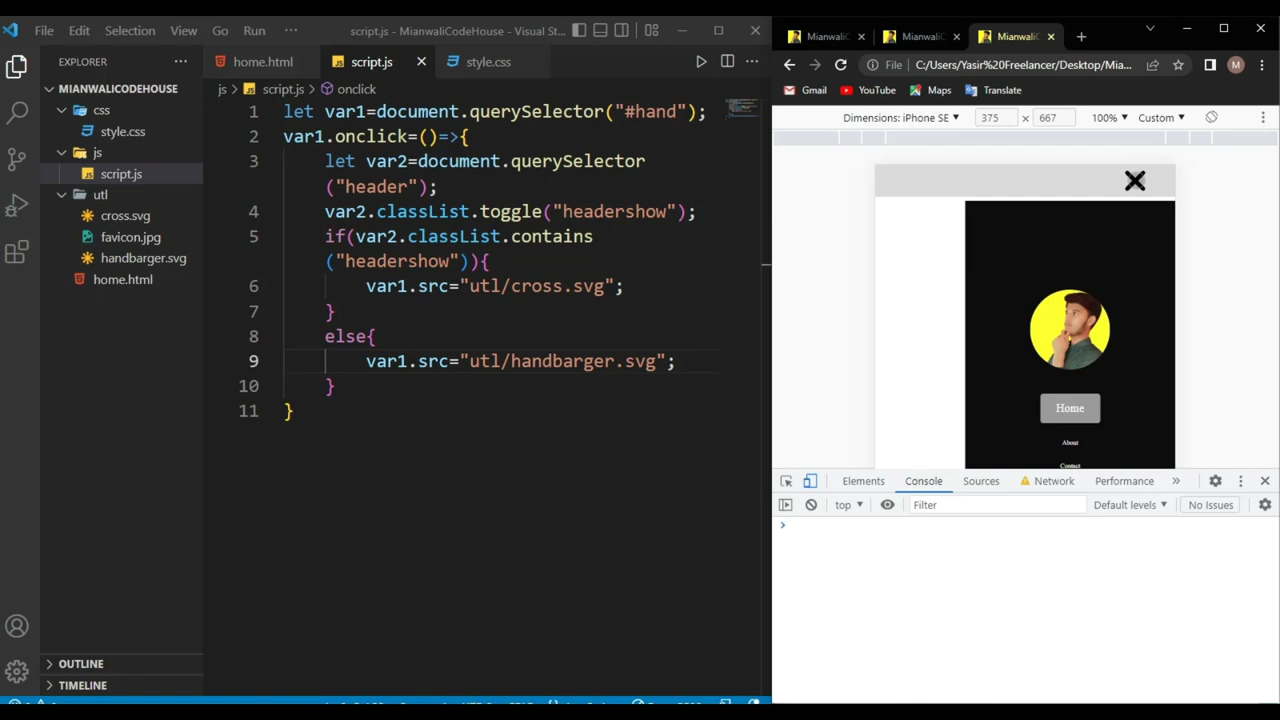 File Edit Selection View Go Run ··· script.js - MianwaliCodeHouse - Visual St...
EXPLORER ···
MIANWALICODEHOUSE
css
style.css
js
script.js
utl
cross.svg
favicon.jpg
handbarger.svg
home.html
OUTLINE
TIMELINE
home.html script.js style.css
js > script.js > onclick
1 let var1=document.querySelector("#hand");
2 var1.onclick=()=>{
3 let var2=document.querySelector
("header");
4 var2.classList.toggle("headershow");
5 if(var2.classList.contains
("headershow")){
6 var1.src="utl/cross.svg";
7 }
8 else{
9 var1.src="utl/handbarger.svg";
10 }
11 }
MianwaliC MianwaliC MianwaliC
File C:/Users/Yasir%20Freelancer/Desktop/Mia... M
Gmail YouTube Maps Translate
Dimensions: iPhone SE 375 × 667 100% Custom
Home
About
Contact
Elements Console Sources Network Performance »
top Filter Default levels No Issues